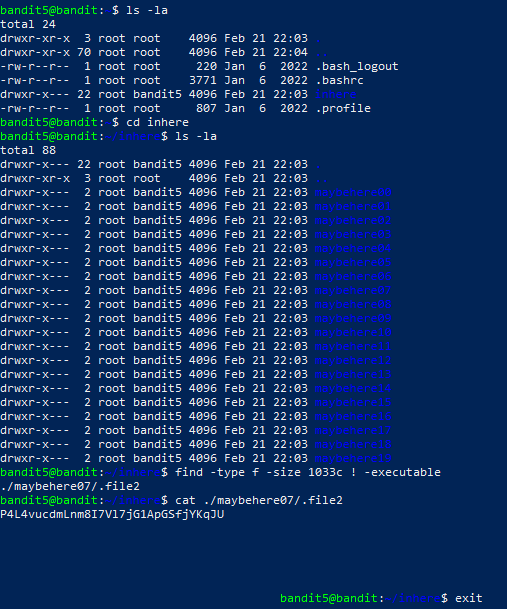 bandit5@bandit:~$ ls -la
total 24
drwxr-xr-x  3 root root    4096 Feb 21 22:03 .
drwxr-xr-x 70 root root    4096 Feb 21 22:04 ..
-rw-r--r--  1 root root     220 Jan  6  2022 .bash_logout
-rw-r--r--  1 root root    3771 Jan  6  2022 .bashrc
drwxr-x--- 22 root bandit5 4096 Feb 21 22:03 inhere
-rw-r--r--  1 root root     807 Jan  6  2022 .profile
bandit5@bandit:~$ cd inhere
bandit5@bandit:~/inhere$ ls -la
total 88
drwxr-x--- 22 root bandit5 4096 Feb 21 22:03 .
drwxr-xr-x  3 root root    4096 Feb 21 22:03 ..
drwxr-x---  2 root bandit5 4096 Feb 21 22:03 maybehere00
drwxr-x---  2 root bandit5 4096 Feb 21 22:03 maybehere01
drwxr-x---  2 root bandit5 4096 Feb 21 22:03 maybehere02
drwxr-x---  2 root bandit5 4096 Feb 21 22:03 maybehere03
drwxr-x---  2 root bandit5 4096 Feb 21 22:03 maybehere04
drwxr-x---  2 root bandit5 4096 Feb 21 22:03 maybehere05
drwxr-x---  2 root bandit5 4096 Feb 21 22:03 maybehere06
drwxr-x---  2 root bandit5 4096 Feb 21 22:03 maybehere07
drwxr-x---  2 root bandit5 4096 Feb 21 22:03 maybehere08
drwxr-x---  2 root bandit5 4096 Feb 21 22:03 maybehere09
drwxr-x---  2 root bandit5 4096 Feb 21 22:03 maybehere10
drwxr-x---  2 root bandit5 4096 Feb 21 22:03 maybehere11
drwxr-x---  2 root bandit5 4096 Feb 21 22:03 maybehere12
drwxr-x---  2 root bandit5 4096 Feb 21 22:03 maybehere13
drwxr-x---  2 root bandit5 4096 Feb 21 22:03 maybehere14
drwxr-x---  2 root bandit5 4096 Feb 21 22:03 maybehere15
drwxr-x---  2 root bandit5 4096 Feb 21 22:03 maybehere16
drwxr-x---  2 root bandit5 4096 Feb 21 22:03 maybehere17
drwxr-x---  2 root bandit5 4096 Feb 21 22:03 maybehere18
drwxr-x---  2 root bandit5 4096 Feb 21 22:03 maybehere19
bandit5@bandit:~/inhere$ find -type f -size 1033c ! -executable
./maybehere07/.file2
bandit5@bandit:~/inhere$ cat ./maybehere07/.file2
P4L4vucdmLnm8I7Vl7jG1ApGSfjYKqJU
bandit5@bandit:~/inhere$ exit